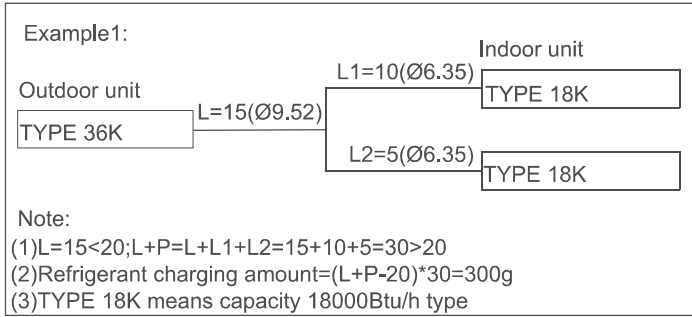 Example1:
Indoor unit
L1=10(Ø6.35)
Outdoor unit
TYPE 18K
L=15(Ø9.52)
TYPE 36K
L2=5(Ø6.35)
TYPE 18K
Note:
(1)L=15<20;L+P=L+L1+L2=15+10+5=30>20
(2)Refrigerant charging amount=(L+P-20)*30=300g
(3)TYPE 18K means capacity 18000Btu/h type